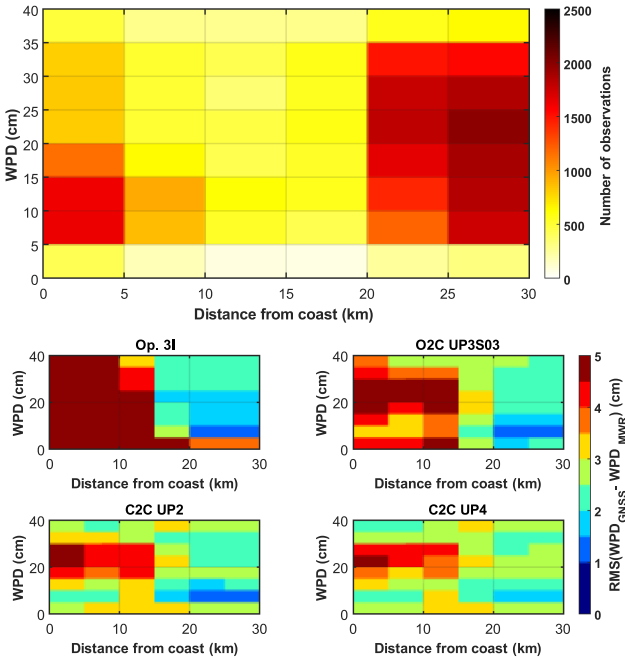 40
35
30
25
20
15
10
5
0
WPD (cm)
0 5 10 15 20 25 30
Distance from coast (km)
2500
2000
1500
1000
500
0
Number of observations
Op. 3I
40
20
0
WPD (cm)
0 10 20 30
Distance from coast (km)
O2C UP3S03
40
20
0
WPD (cm)
0 10 20 30
Distance from coast (km)
C2C UP2
40
20
0
WPD (cm)
0 10 20 30
Distance from coast (km)
C2C UP4
40
20
0
WPD (cm)
0 10 20 30
Distance from coast (km)
5
4
3
2
1
0
RMS(WPD_GNSS - WPD_MWR) (cm)